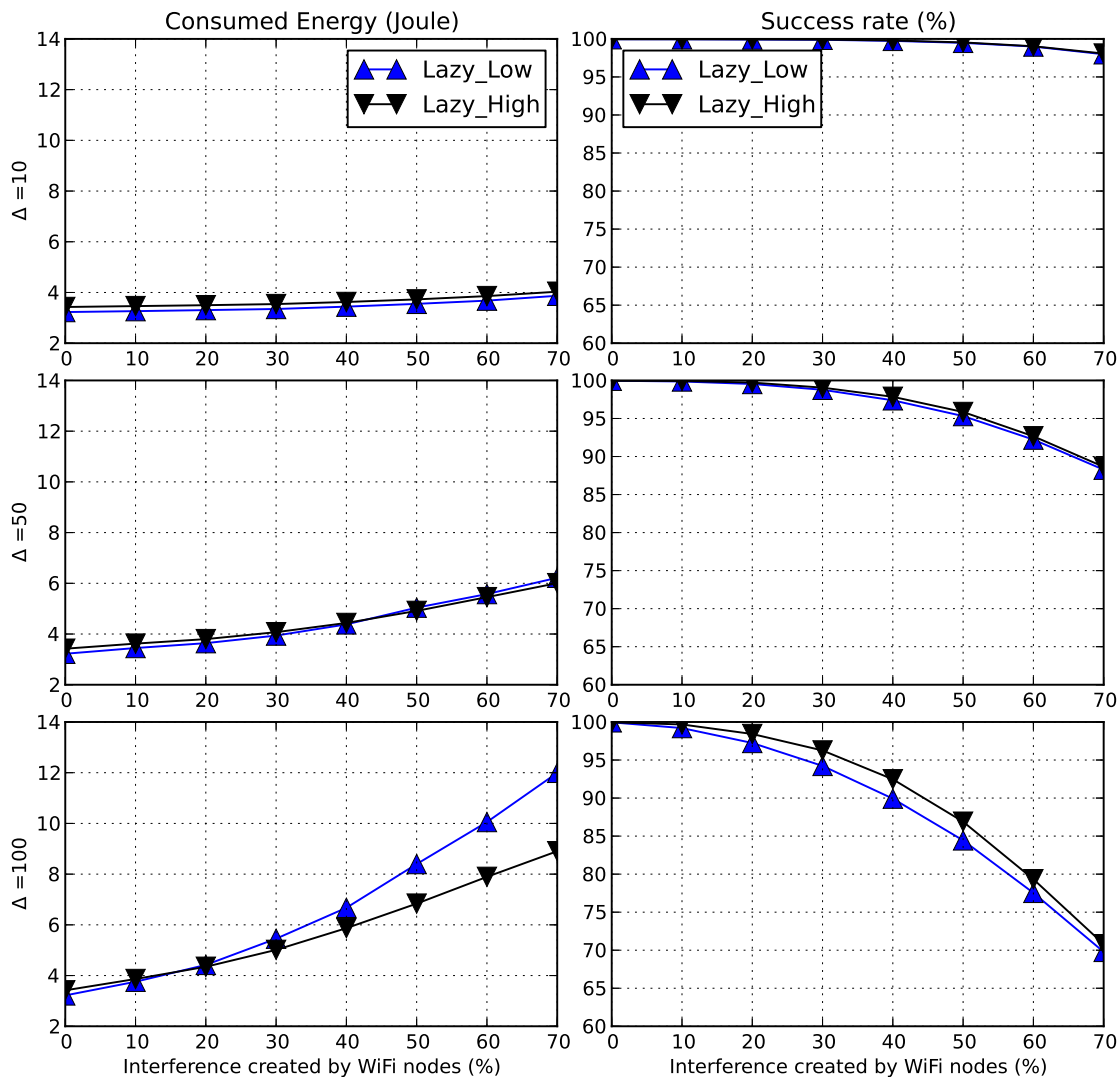 Consumed Energy (Joule)
Success rate (%)
14
12
10
8
6
4
2
Δ =10
Lazy_Low
Lazy_High
0 10 20 30 40 50 60 70
100
95
90
85
80
75
70
65
60
Lazy_Low
Lazy_High
0 10 20 30 40 50 60 70
14
12
10
8
6
4
2
Δ =50
0 10 20 30 40 50 60 70
100
95
90
85
80
75
70
65
60
0 10 20 30 40 50 60 70
14
12
10
8
6
4
2
Δ =100
0 10 20 30 40 50 60 70
Interference created by WiFi nodes (%)
100
95
90
85
80
75
70
65
60
0 10 20 30 40 50 60 70
Interference created by WiFi nodes (%)